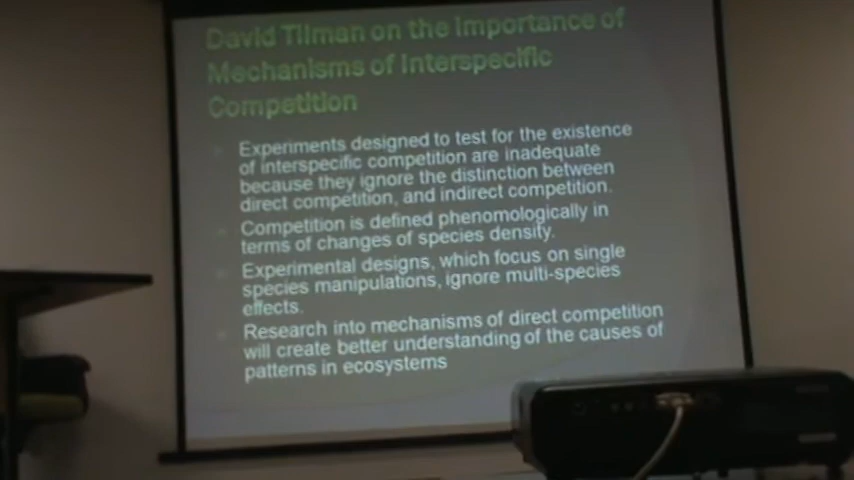 David Tilman on the Importance of
Mechanisms of Interspecific
Competition
Experiments designed to test for the existence
of interspecific competition are inadequate
because they ignore the distinction between
direct competition, and indirect competition.
Competition is defined phenomologically in
terms of changes of species density.
Experimental designs, which focus on single
species manipulations, ignore multi-species
effects.
Research into mechanisms of direct competition
will create better understanding of the causes of
patterns in ecosystems